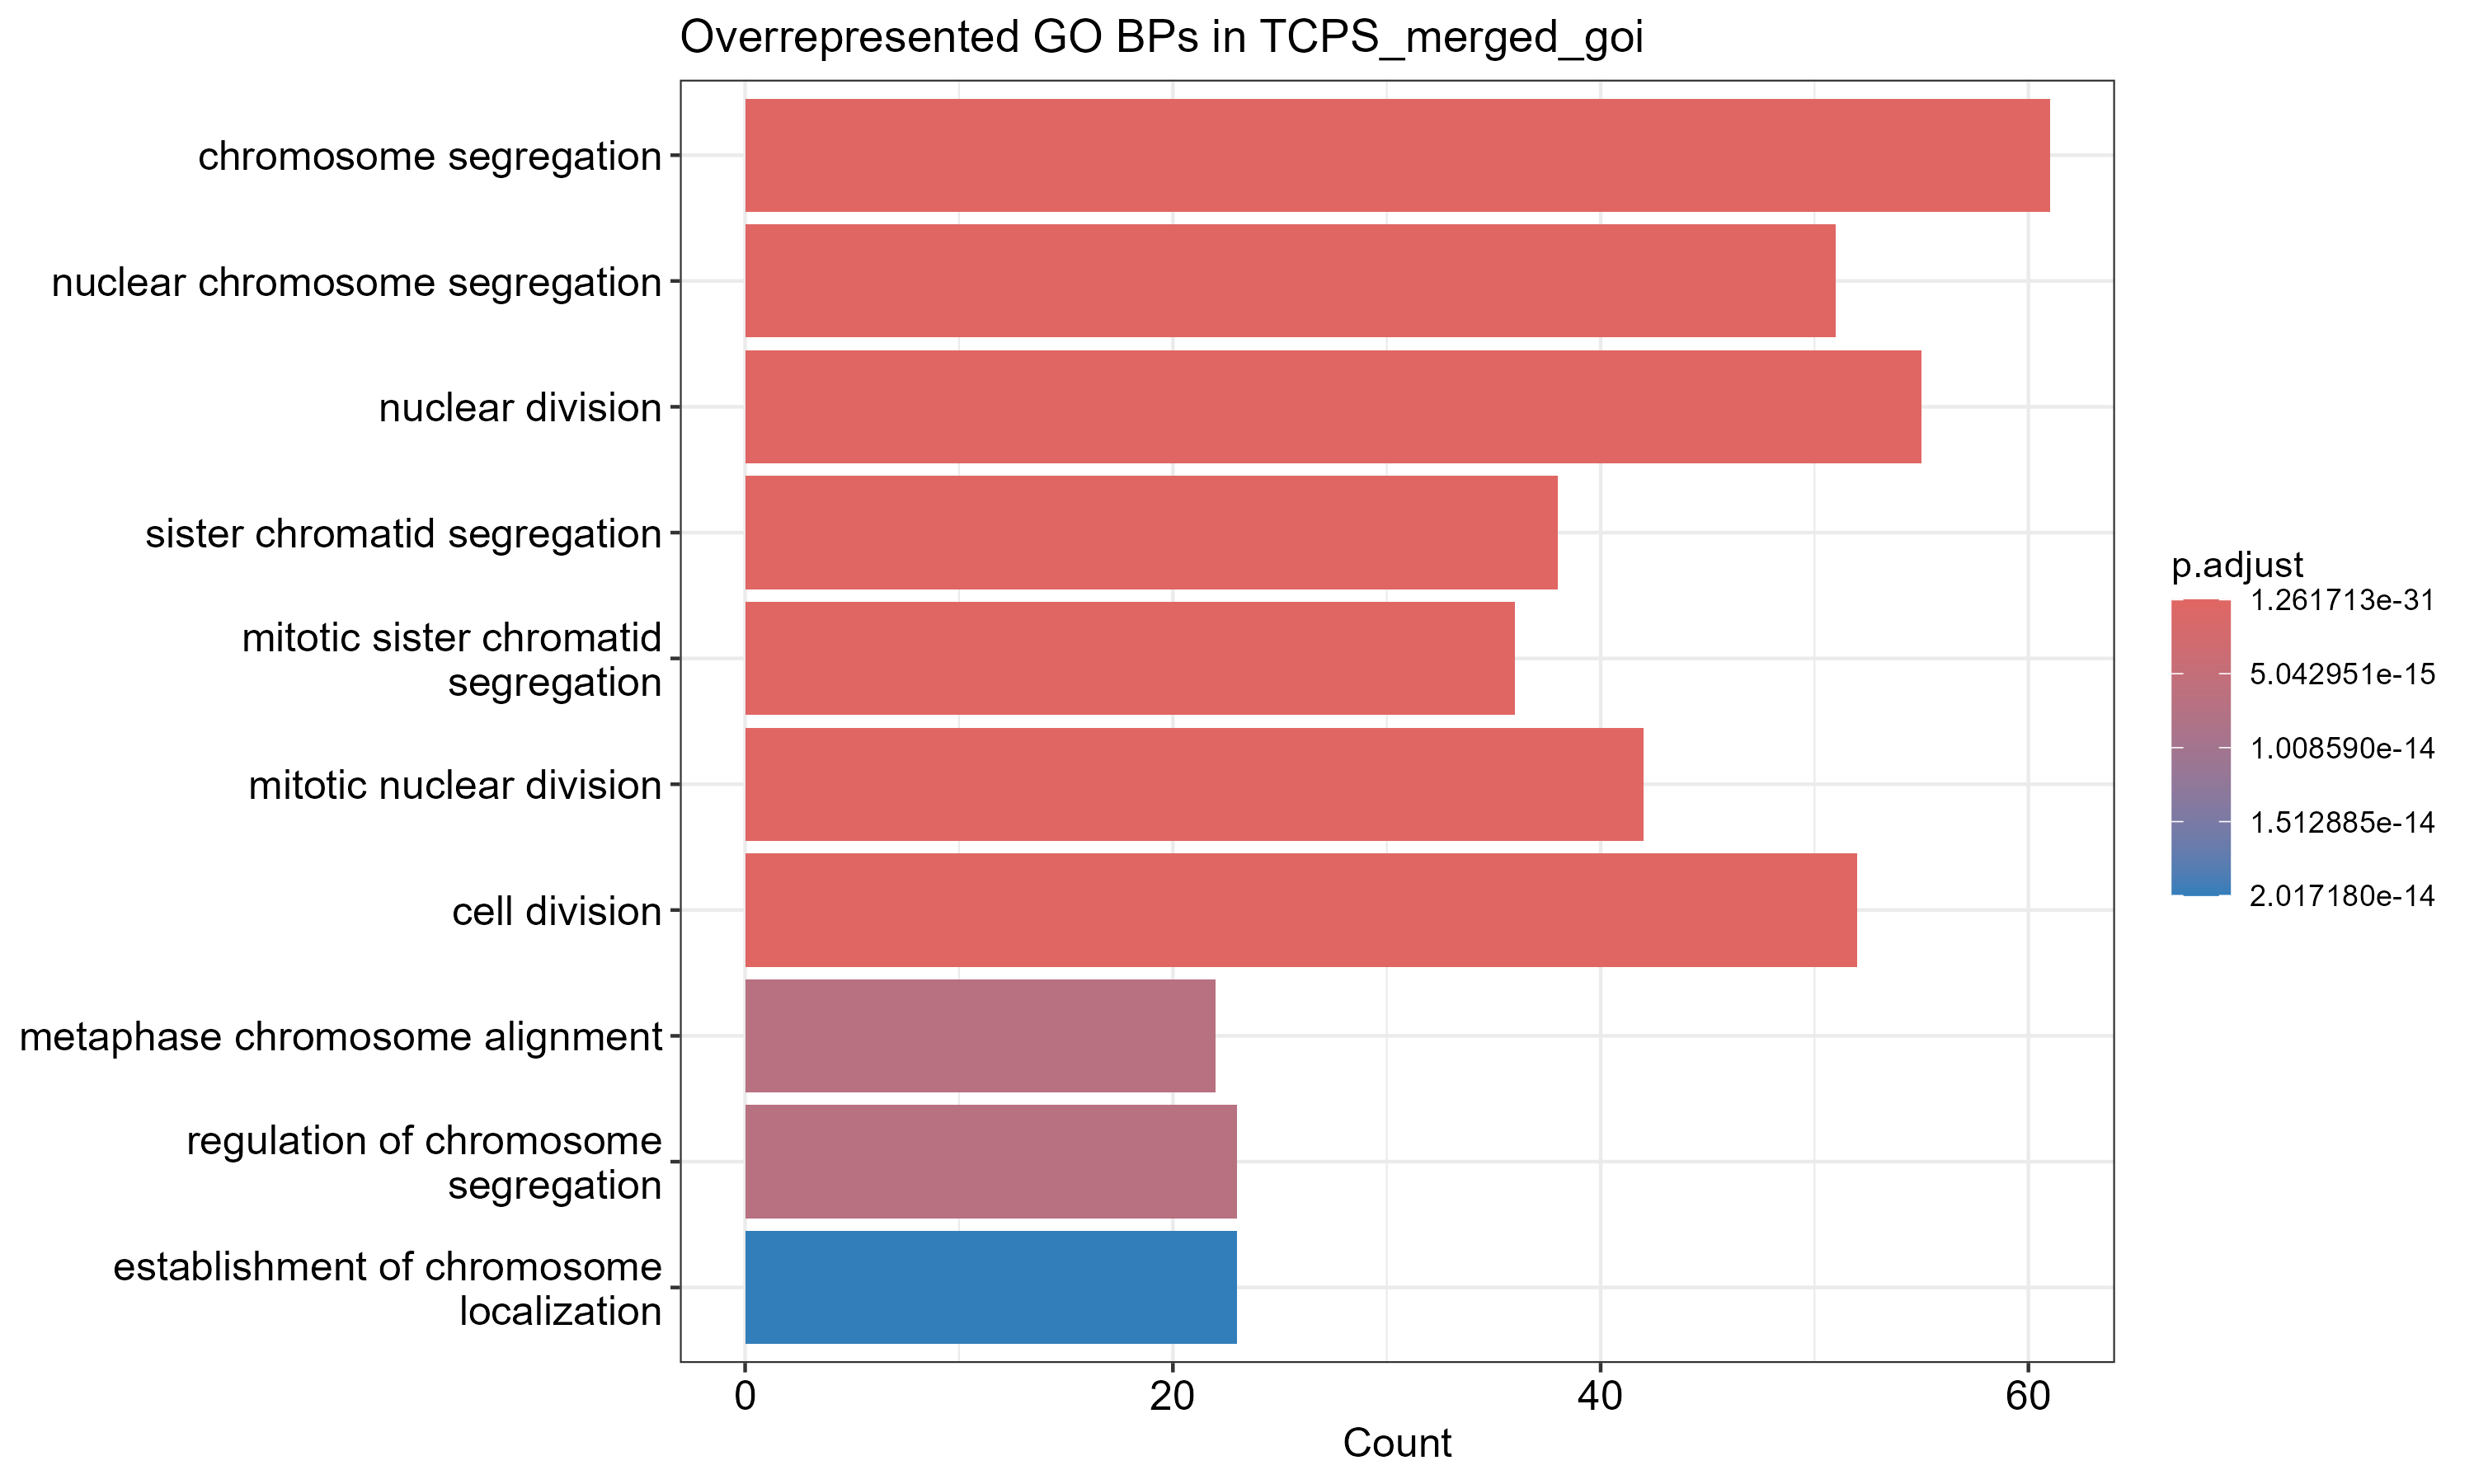 Overrepresented GO BPs in TCPS_merged_goi
chromosome segregation
nuclear chromosome segregation
nuclear division
sister chromatid segregation
mitotic sister chromatid
segregation
mitotic nuclear division
cell division
metaphase chromosome alignment
regulation of chromosome
segregation
establishment of chromosome
localization
0
20
40
60
Count
p.adjust
1.261713e-31
5.042951e-15
1.008590e-14
1.512885e-14
2.017180e-14